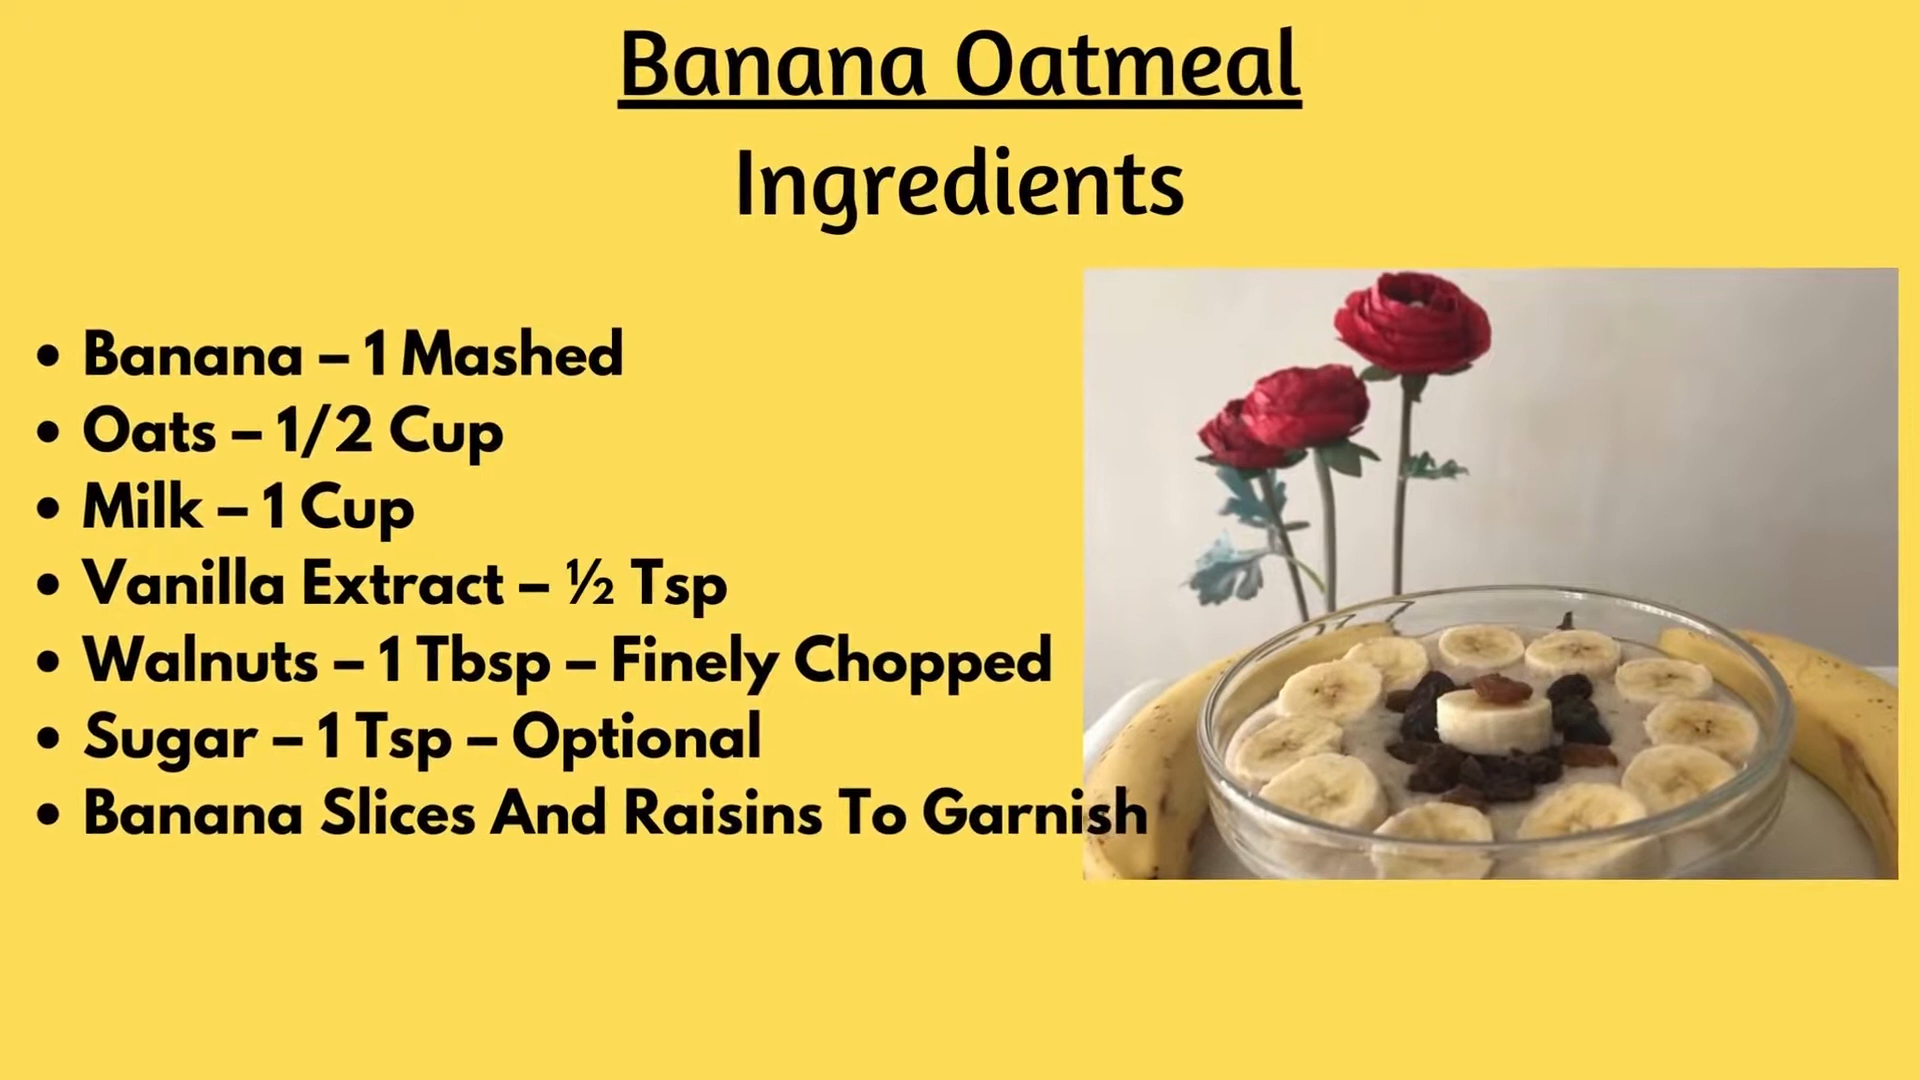 Banana Oatmeal
Ingredients
• Banana – 1 Mashed
• Oats – 1/2 Cup
• Milk – 1 Cup
• Vanilla Extract – ½ Tsp
• Walnuts – 1 Tbsp – Finely Chopped
• Sugar – 1 Tsp – Optional
• Banana Slices And Raisins To Garnish